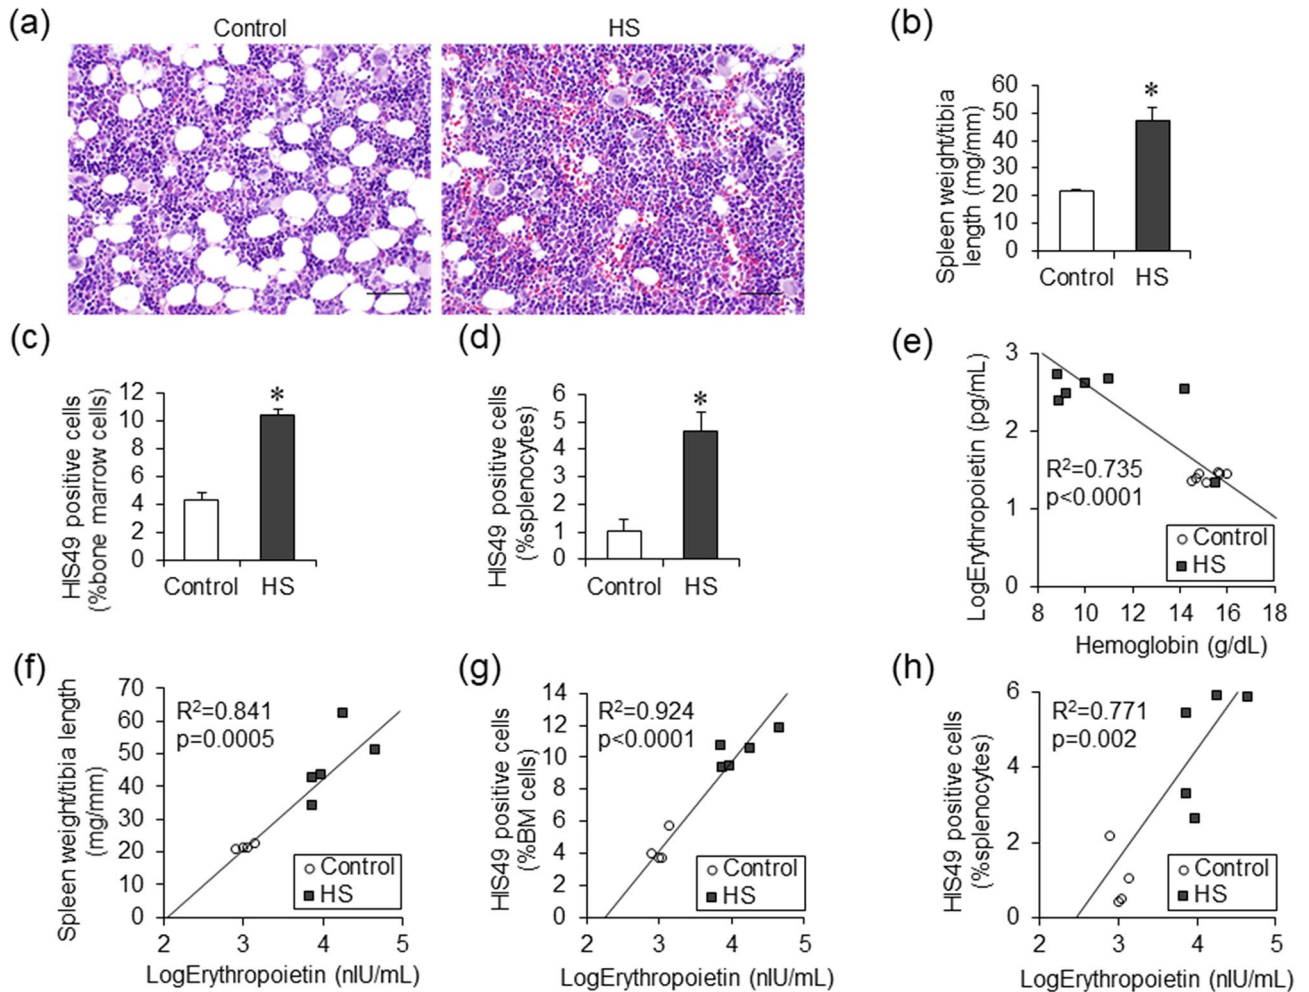 (a)
Control
HS
(b)
Spleen weight/tibia
length (mg/mm)
60
50
40
30
20
10
0
*
Control
HS
(c)
HIS49 positive cells
(%bone marrow cells)
12
10
8
6
4
2
0
*
Control
HS
(d)
HIS49 positive cells
(%splenocytes)
6
5
4
3
2
1
0
*
Control
HS
(e)
LogErythropoietin (pg/mL)
3
2
1
0
R²=0.735
p<0.0001
Control
HS
8 10 12 14 16 18
Hemoglobin (g/dL)
(f)
Spleen weight/tibia length
(mg/mm)
70
60
50
40
30
20
10
0
R²=0.841
p=0.0005
Control
HS
2 3 4 5
LogErythropoietin (nIU/mL)
(g)
HIS49 positive cells
(%BM cells)
14
12
10
8
6
4
2
0
R²=0.924
p<0.0001
Control
HS
2 3 4 5
LogErythropoietin (nIU/mL)
(h)
HIS49 positive cells
(%splenocytes)
6
4
2
0
R²=0.771
p=0.002
Control
HS
2 3 4 5
LogErythropoietin (nIU/mL)